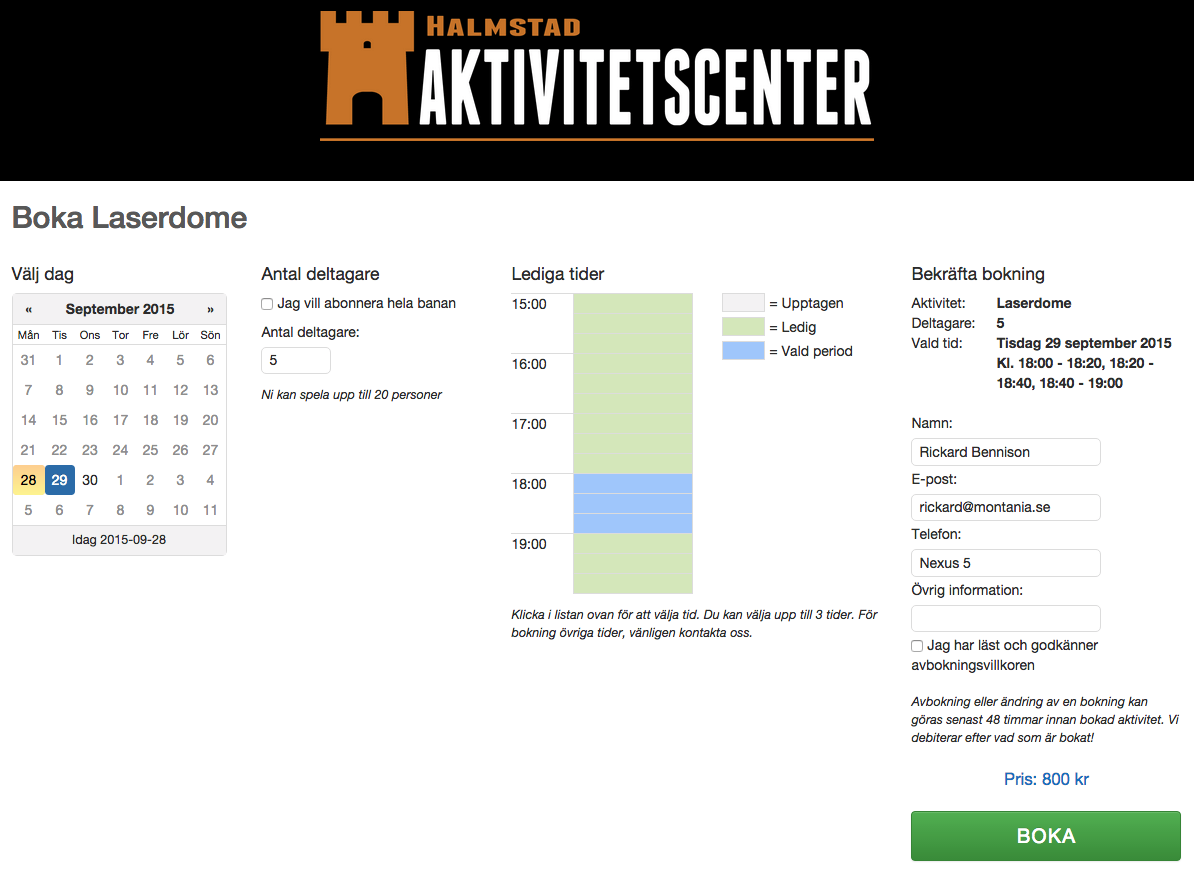 HALMSTAD
AKTIVITETSCENTER
Boka Laserdome
Välj dag
« September 2015 »
Mån Tis Ons Tor Fre Lör Sön
31 1 2 3 4 5 6
7 8 9 10 11 12 13
14 15 16 17 18 19 20
21 22 23 24 25 26 27
28 29 30 1 2 3 4
5 6 7 8 9 10 11
Idag 2015-09-28
Antal deltagare
Jag vill abonnera hela banan
Antal deltagare:
5
Ni kan spela upp till 20 personer
Lediga tider
15:00
16:00
17:00
18:00
19:00
= Upptagen
= Ledig
= Vald period
Klicka i listan ovan för att välja tid. Du kan välja upp till 3 tider. För
bokning övriga tider, vänligen kontakta oss.
Bekräfta bokning
Aktivitet: Laserdome
Deltagare: 5
Vald tid: Tisdag 29 september 2015
Kl. 18:00 - 18:20, 18:20 -
18:40, 18:40 - 19:00
Namn:
Rickard Bennison
E-post:
rickard@montania.se
Telefon:
Nexus 5
Övrig information:
Jag har läst och godkänner
avbokningsvillkoren
Avbokning eller ändring av en bokning kan
göras senast 48 timmar innan bokad aktivitet. Vi
debiterar efter vad som är bokat!
Pris: 800 kr
BOKA